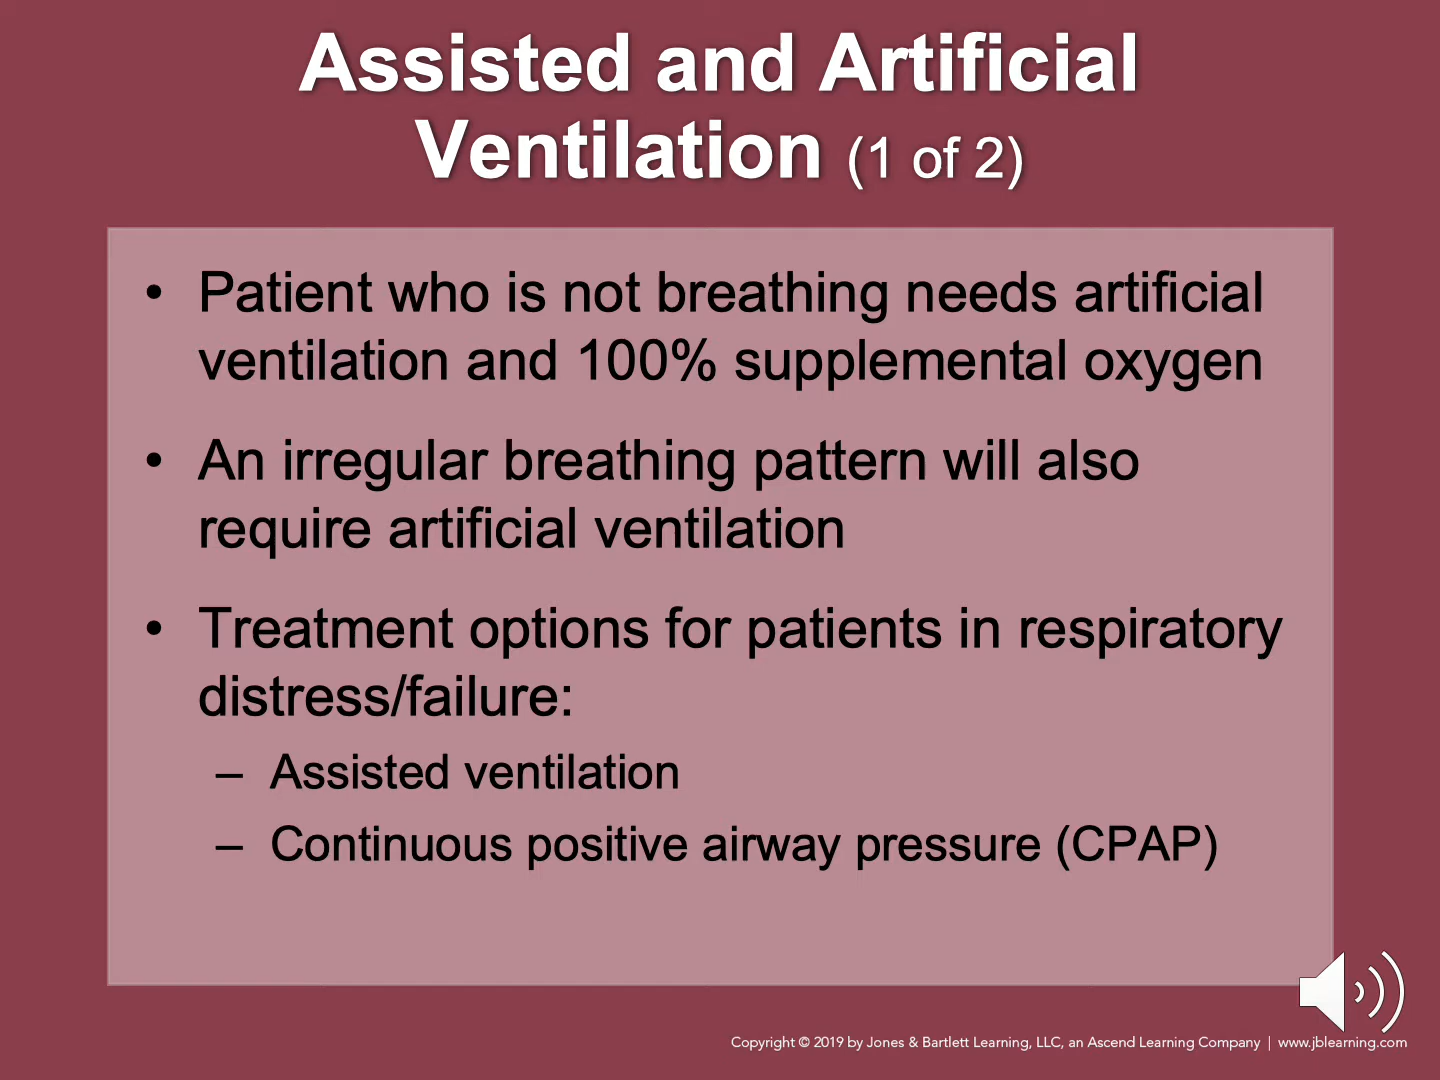 Assisted and Artificial
Ventilation (1 of 2)
• Patient who is not breathing needs artificial
ventilation and 100% supplemental oxygen
• An irregular breathing pattern will also
require artificial ventilation
• Treatment options for patients in respiratory
distress/failure:
– Assisted ventilation
– Continuous positive airway pressure (CPAP)
Copyright © 2019 by Jones & Bartlett Learning, LLC, an Ascend Learning Company | www.jblearning.com